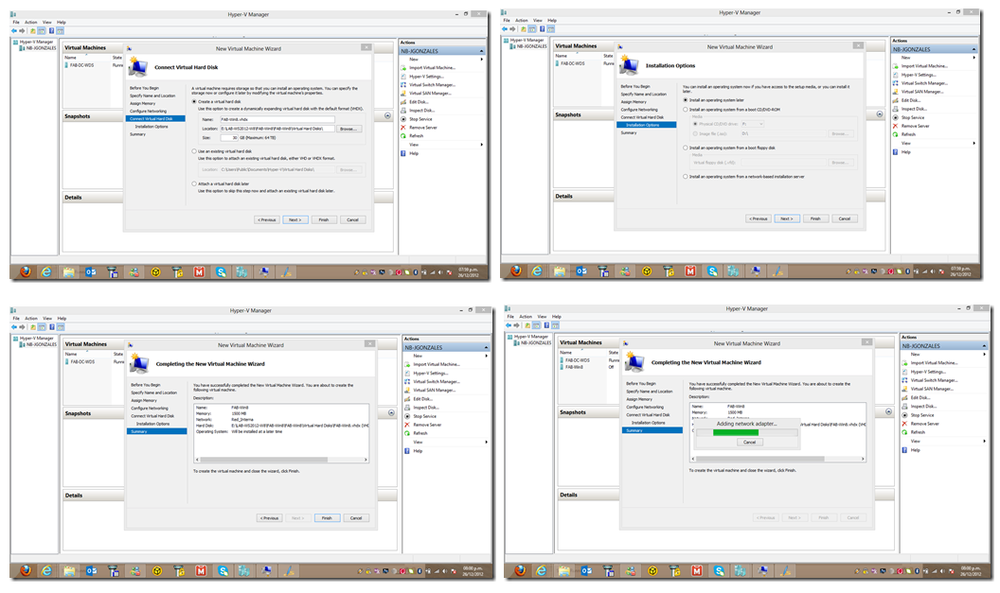 Hyper-V Manager
File Action View Help
Hyper-V Manager
NB-JGONZALES
Virtual Machines
Name State
FAB-DC-WDS Runn
Snapshots
Details
New Virtual Machine Wizard
Connect Virtual Hard Disk
Before You Begin
Specify Name and Location
Assign Memory
Configure Networking
Connect Virtual Hard Disk
Installation Options
Summary
A virtual machine requires storage so that you can install an operating system. You can specify the
storage now or configure it later by modifying the virtual machine's properties.
Create a virtual hard disk
Use this option to create a dynamically expanding virtual hard disk with the default format (VHDX).
Name: FAB-Win8.vhdx
Location: Browse...
Size: 30 GB (Maximum: 64 TB)
Use an existing virtual hard disk
Use this option to attach an existing virtual hard disk, either VHD or VHDX format.
Location: C:\Users\Public\Documents\Hyper-V\Virtual Hard Disks\ Browse...
Attach a virtual hard disk later
Use this option to skip this step now and attach an existing virtual hard disk later.
< Previous Next > Finish Cancel
Actions
NB-JGONZALES
New
Import Virtual Machine...
Hyper-V Settings...
Virtual Switch Manager...
Virtual SAN Manager...
Edit Disk...
Inspect Disk...
Stop Service
Remove Server
Refresh
View
Help
07:59 p.m.
26/12/2012
Hyper-V Manager
File Action View Help
Hyper-V Manager
NB-JGONZALES
Virtual Machines
Name State
FAB-DC-WDS Runn
Snapshots
Details
New Virtual Machine Wizard
Installation Options
Before You Begin
Specify Name and Location
Assign Memory
Configure Networking
Connect Virtual Hard Disk
Installation Options
Summary
You can install an operating system now if you have access to the setup media, or you can install it
later.
Install an operating system later
Install an operating system from a boot CD/DVD-ROM
Media
Physical CD/DVD drive: F:
Image file (.iso): D:\ Browse...
Install an operating system from a boot floppy disk
Media
Virtual floppy disk (.vfd): Browse...
Install an operating system from a network-based installation server
< Previous Next > Finish Cancel
Actions
NB-JGONZALES
New
Import Virtual Machine...
Hyper-V Settings...
Virtual Switch Manager...
Virtual SAN Manager...
Edit Disk...
Inspect Disk...
Stop Service
Remove Server
Refresh
View
Help
07:59 p.m.
26/12/2012
Hyper-V Manager
File Action View Help
Hyper-V Manager
NB-JGONZALES
Virtual Machines
Name State
FAB-DC-WDS Runn
Snapshots
Details
New Virtual Machine Wizard
Completing the New Virtual Machine Wizard
Before You Begin
Specify Name and Location
Assign Memory
Configure Networking
Connect Virtual Hard Disk
Installation Options
Summary
You have successfully completed the New Virtual Machine Wizard. You are about to create the
following virtual machine.
Description:
Name: FAB-Win8
Memory: 1500 MB
Network: Red_Interna
Hard Disk:
Operating System: Will be installed at a later time
To create the virtual machine and close the wizard, click Finish.
< Previous Next > Finish Cancel
Actions
NB-JGONZALES
New
Import Virtual Machine...
Hyper-V Settings...
Virtual Switch Manager...
Virtual SAN Manager...
Edit Disk...
Inspect Disk...
Stop Service
Remove Server
Refresh
View
Help
08:00 p.m.
26/12/2012
Hyper-V Manager
File Action View Help
Hyper-V Manager
NB-JGONZALES
Virtual Machines
Name State
FAB-DC-WDS Runn
FAB-Win8 Off
Snapshots
Details
New Virtual Machine Wizard
Completing the New Virtual Machine Wizard
Before You Begin
Specify Name and Location
Assign Memory
Configure Networking
Connect Virtual Hard Disk
Installation Options
Summary
You have successfully completed the New Virtual Machine Wizard. You are about to create the
following virtual machine.
Description:
Name: FAB-Win8
Memory: 1500 MB
Adding network adapter...
Cancel
To create the virtual machine and close the wizard, click Finish.
< Previous Next > Finish Cancel
Actions
NB-JGONZALES
New
Import Virtual Machine...
Hyper-V Settings...
Virtual Switch Manager...
Virtual SAN Manager...
Edit Disk...
Inspect Disk...
Stop Service
Remove Server
Refresh
View
Help
08:00 p.m.
26/12/2012